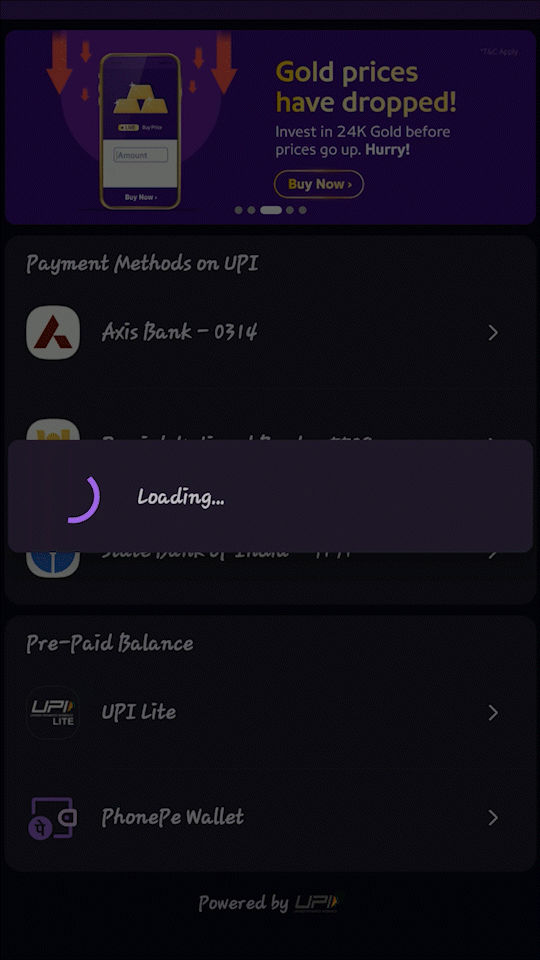 *T&C Apply
Gold prices
have dropped!
Invest in 24K Gold before
prices go up. Hurry!
Buy Now ›
LIVE Buy Price
Amount
Buy Now ›
Payment Methods on UPI
Axis Bank - 0314
Loading...
State Bank of India
Pre-Paid Balance
UPI LITE
UPI Lite
पे
PhonePe Wallet
Powered by UPI